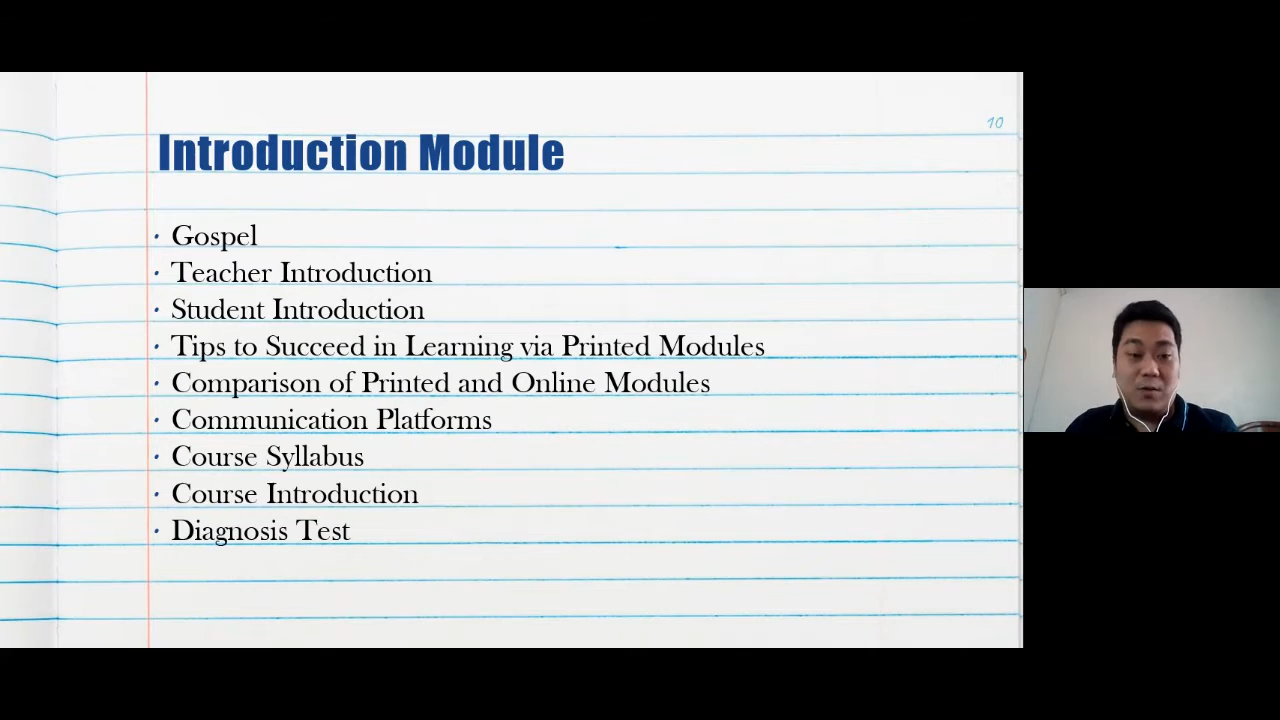 10
Introduction Module
· Gospel
· Teacher Introduction
· Student Introduction
· Tips to Succeed in Learning via Printed Modules
· Comparison of Printed and Online Modules
· Communication Platforms
· Course Syllabus
· Course Introduction
· Diagnosis Test